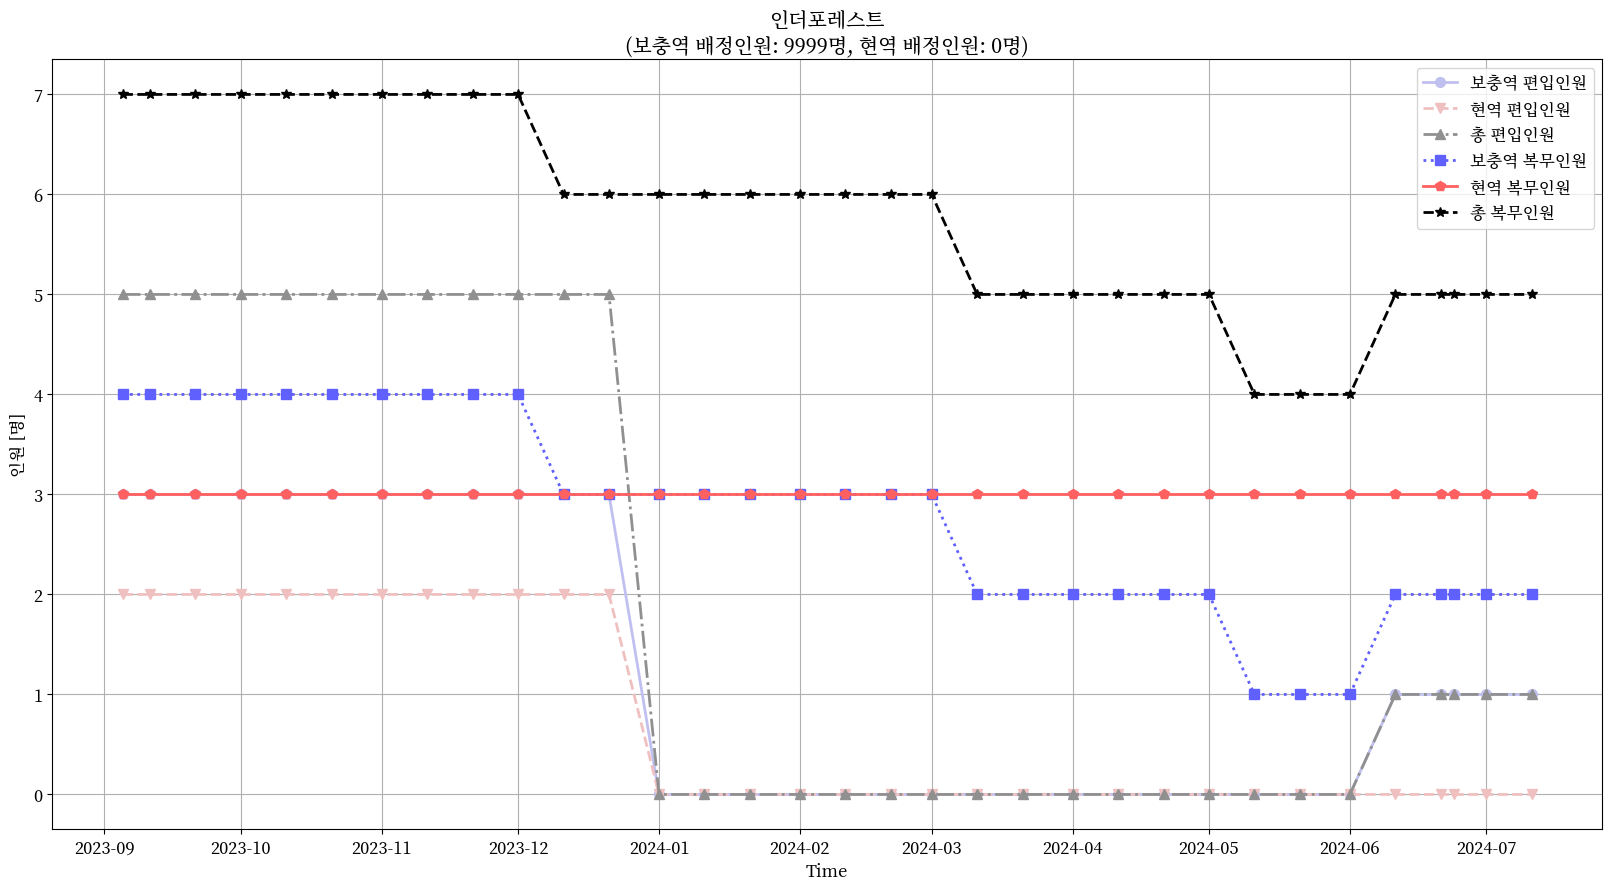 인더포레스트
(보충역 배정인원: 9999명, 현역 배정인원: 0명)
보충역 편입인원
현역 편입인원
총 편입인원
보충역 복무인원
현역 복무인원
총 복무인원
인원 [명]
7
6
5
4
3
2
1
0
2023-09
2023-10
2023-11
2023-12
2024-01
2024-02
2024-03
2024-04
2024-05
2024-06
2024-07
Time